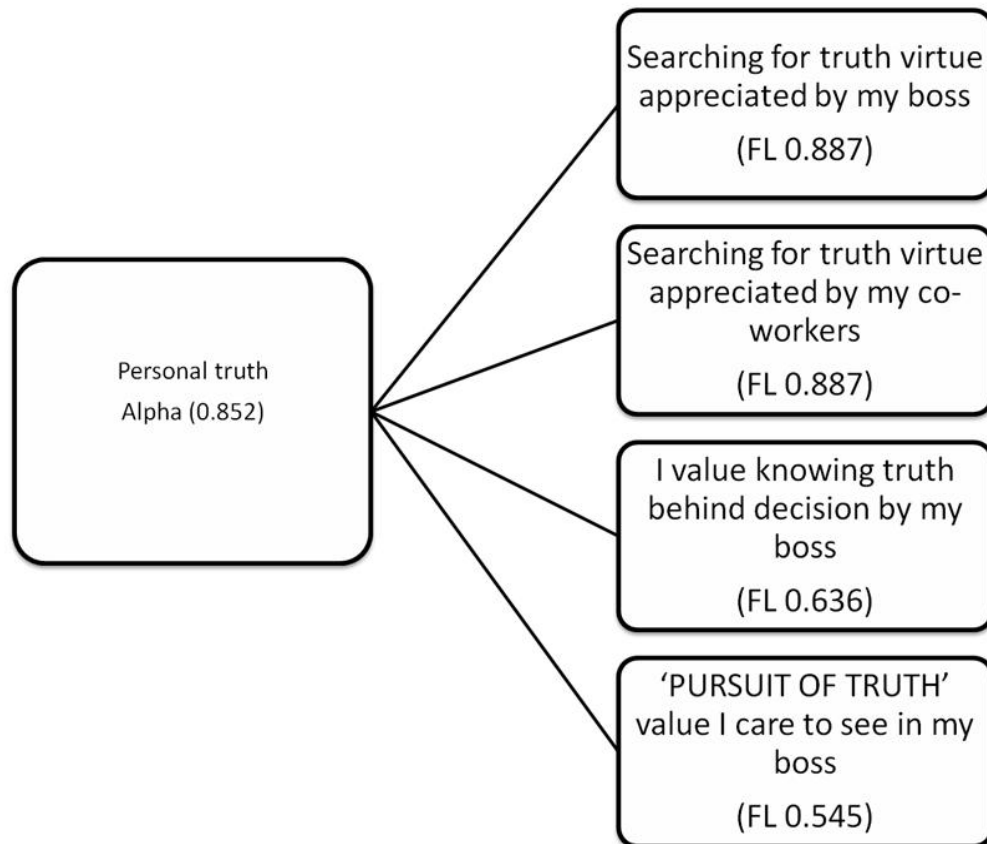 Searching for truth virtue
appreciated by my boss
(FL 0.887)
Searching for truth virtue
appreciated by my co-
workers
(FL 0.887)
Personal truth
Alpha (0.852)
I value knowing truth
behind decision by my
boss
(FL 0.636)
‘PURSUIT OF TRUTH’
value I care to see in my
boss
(FL 0.545)